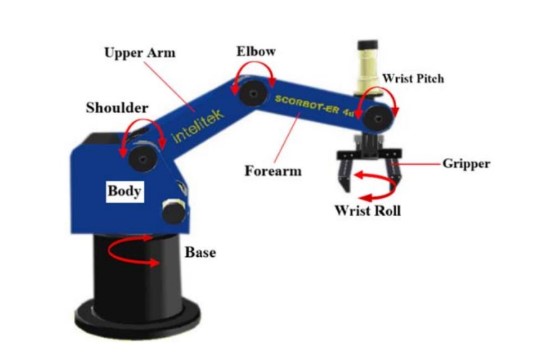 Upper Arm
Elbow
Wrist Pitch
Shoulder
intelitek
SCORBOT-ER 4u
Forearm
Gripper
Body
Wrist Roll
Base